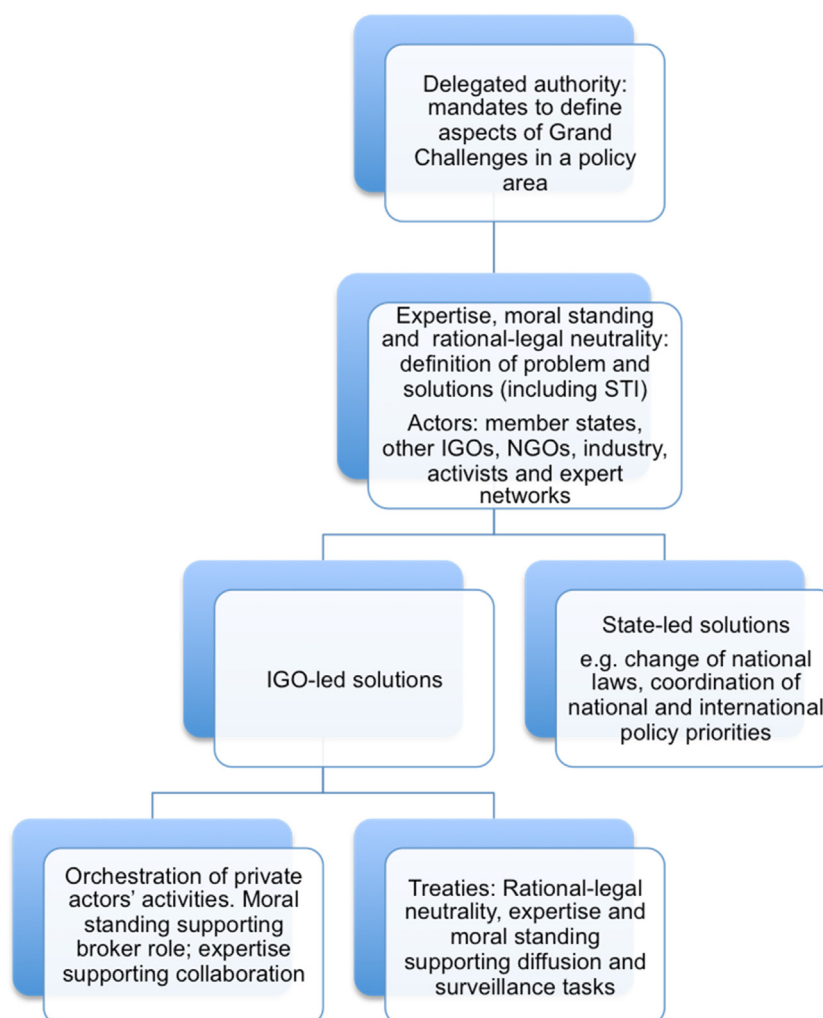 Delegated authority:
mandates to define
aspects of Grand
Challenges in a policy
area
Expertise, moral standing
and rational-legal neutrality:
definition of problem and
solutions (including STI)
Actors: member states,
other IGOs, NGOs, industry,
activists and expert
networks
IGO-led solutions
State-led solutions
e.g. change of national
laws, coordination of
national and international
policy priorities
Orchestration of private
actors’ activities. Moral
standing supporting
broker role; expertise
supporting collaboration
Treaties: Rational-legal
neutrality, expertise and
moral standing
supporting diffusion and
surveillance tasks